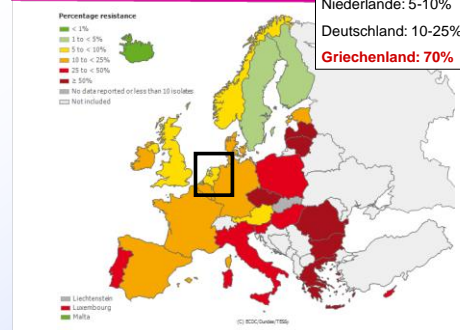 Niederlande: 5-10%
Deutschland: 10-25%
Griechenland: 70%
Percentage resistance
< 1%
1 to < 5%
5 to < 10%
10 to < 25%
25 to < 50%
≥ 50%
No data reported or less than 10 isolates
Not included
Liechtenstein
Luxembourg
Malta
(C) ECDC/Dundas/TESSy